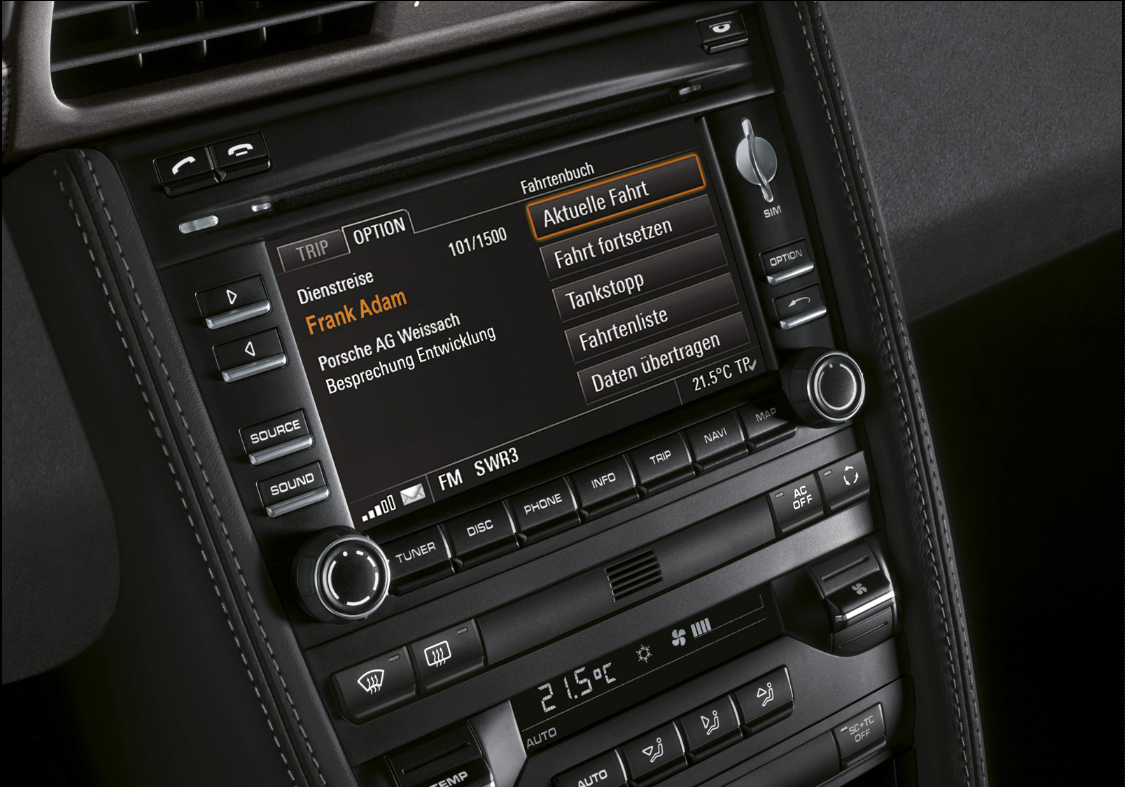 SIM
Fahrtenbuch
TRIP
OPTION
101/1500
Aktuelle Fahrt
Dienstreise
Frank Adam
Fahrt fortsetzen
OPTION
Porsche AG Weissach
Besprechung Entwicklung
Tankstopp
Fahrtenliste
Daten übertragen
21.5°C TP
SOURCE
SOUND
FM SWR3
TUNER
DISC
PHONE
INFO
TRIP
NAVI
MAP
AC
OFF
21.5°C
AUTO
TEMP
AUTO
SC+TC
OFF